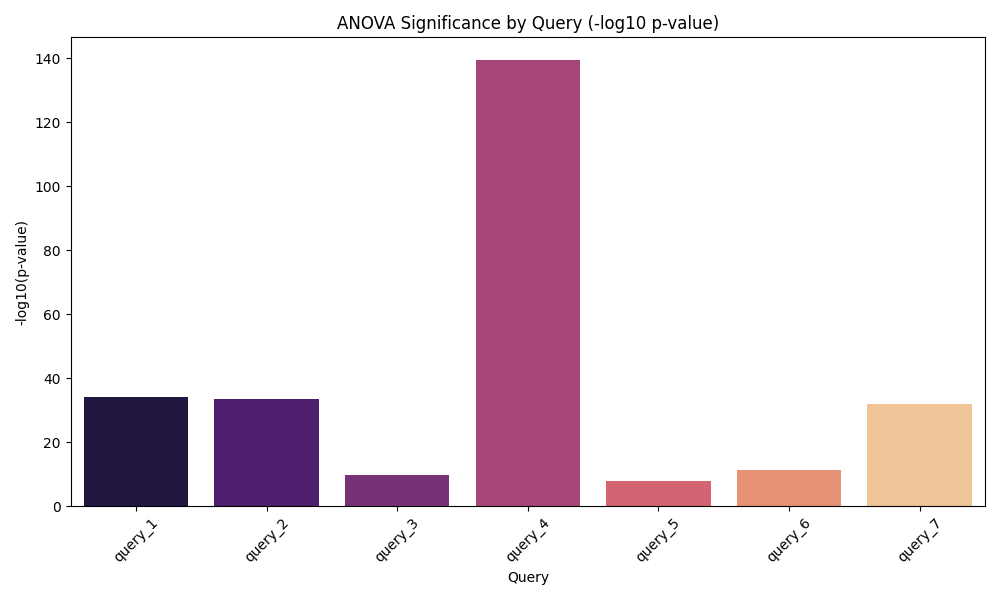 ANOVA Significance by Query (-log10 p-value)
-log10(p-value)
140
120
100
80
60
40
20
0
query_1
query_2
query_3
query_4
query_5
query_6
query_7
Query